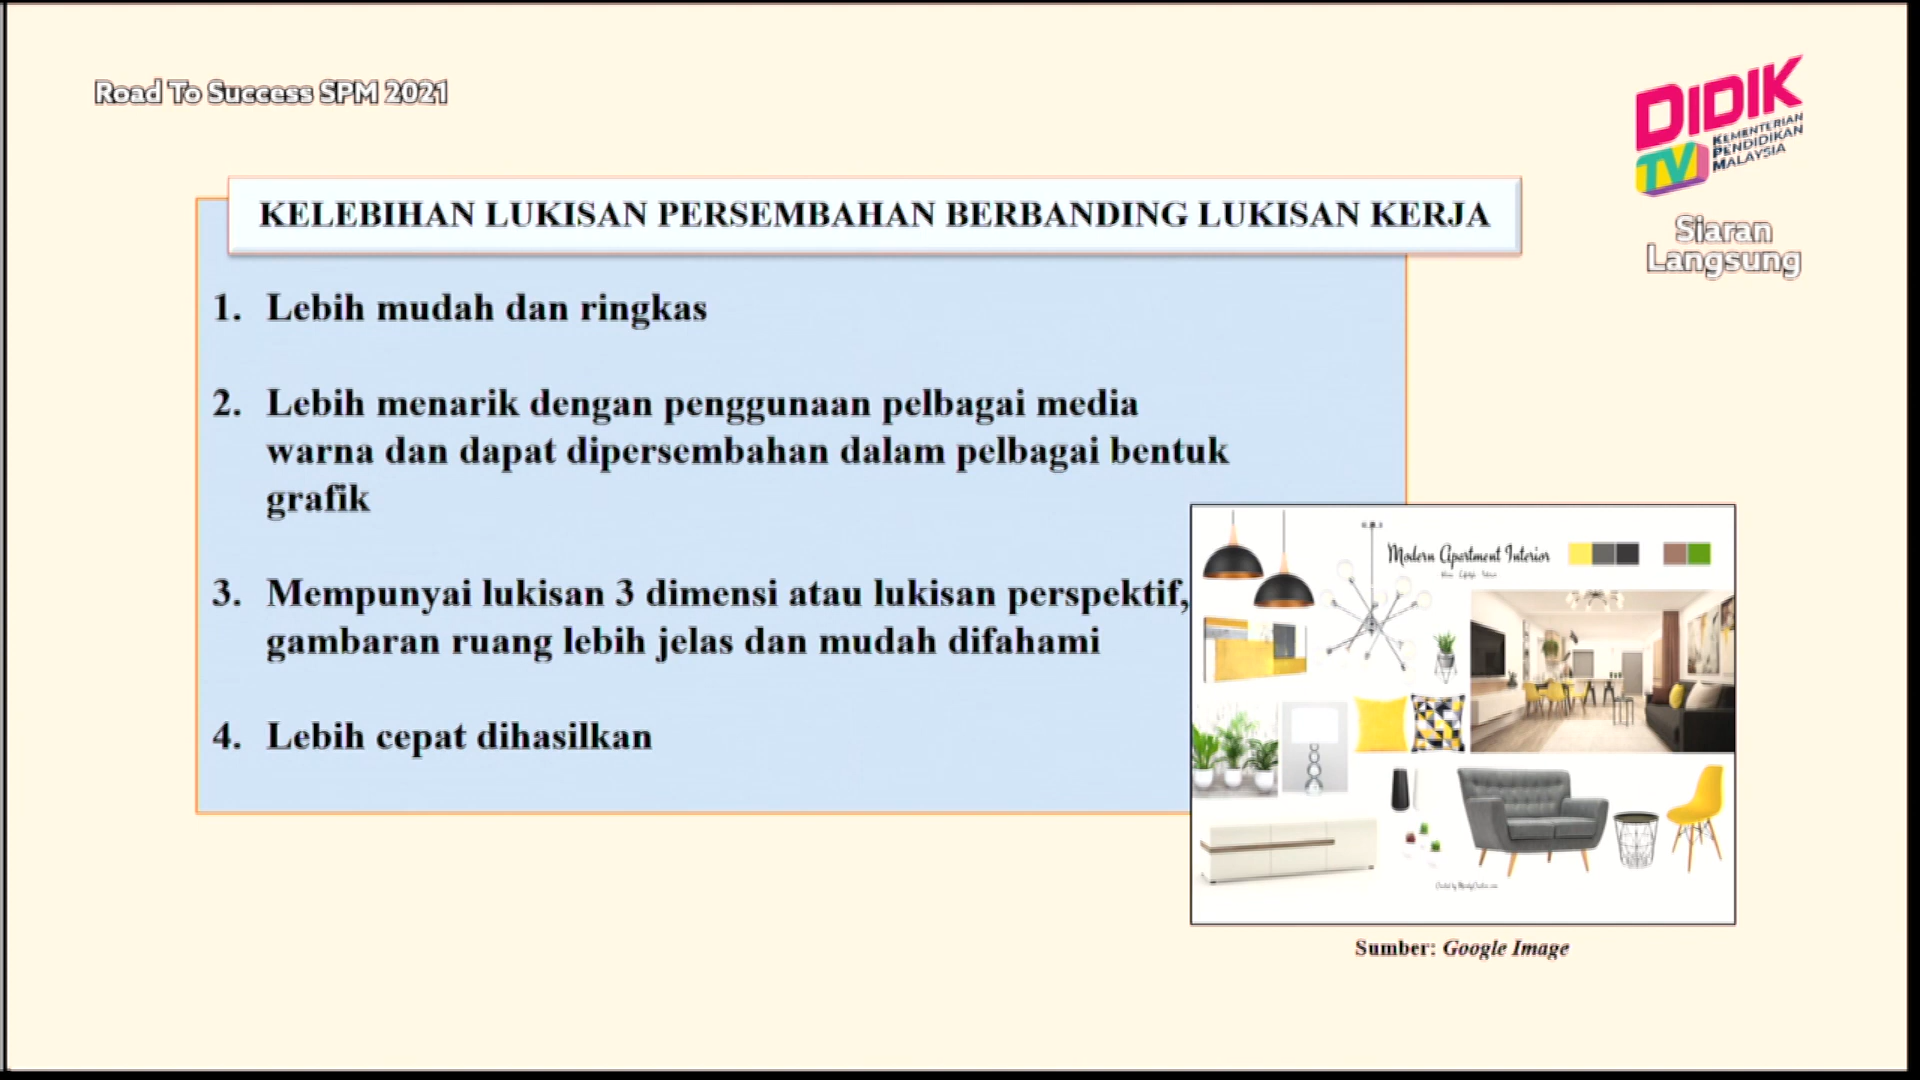 Road To Success SPM 2021
DIDIK
TV
KEMENTERIAN
PENDIDIKAN
MALAYSIA
Siaran
Langsung
KELEBIHAN LUKISAN PERSEMBAHAN BERBANDING LUKISAN KERJA
1. Lebih mudah dan ringkas
2. Lebih menarik dengan penggunaan pelbagai media
warna dan dapat dipersembahan dalam pelbagai bentuk
grafik
3. Mempunyai lukisan 3 dimensi atau lukisan perspektif,
gambaran ruang lebih jelas dan mudah difahami
4. Lebih cepat dihasilkan
Modern Apartment Interior
Sumber: Google Image